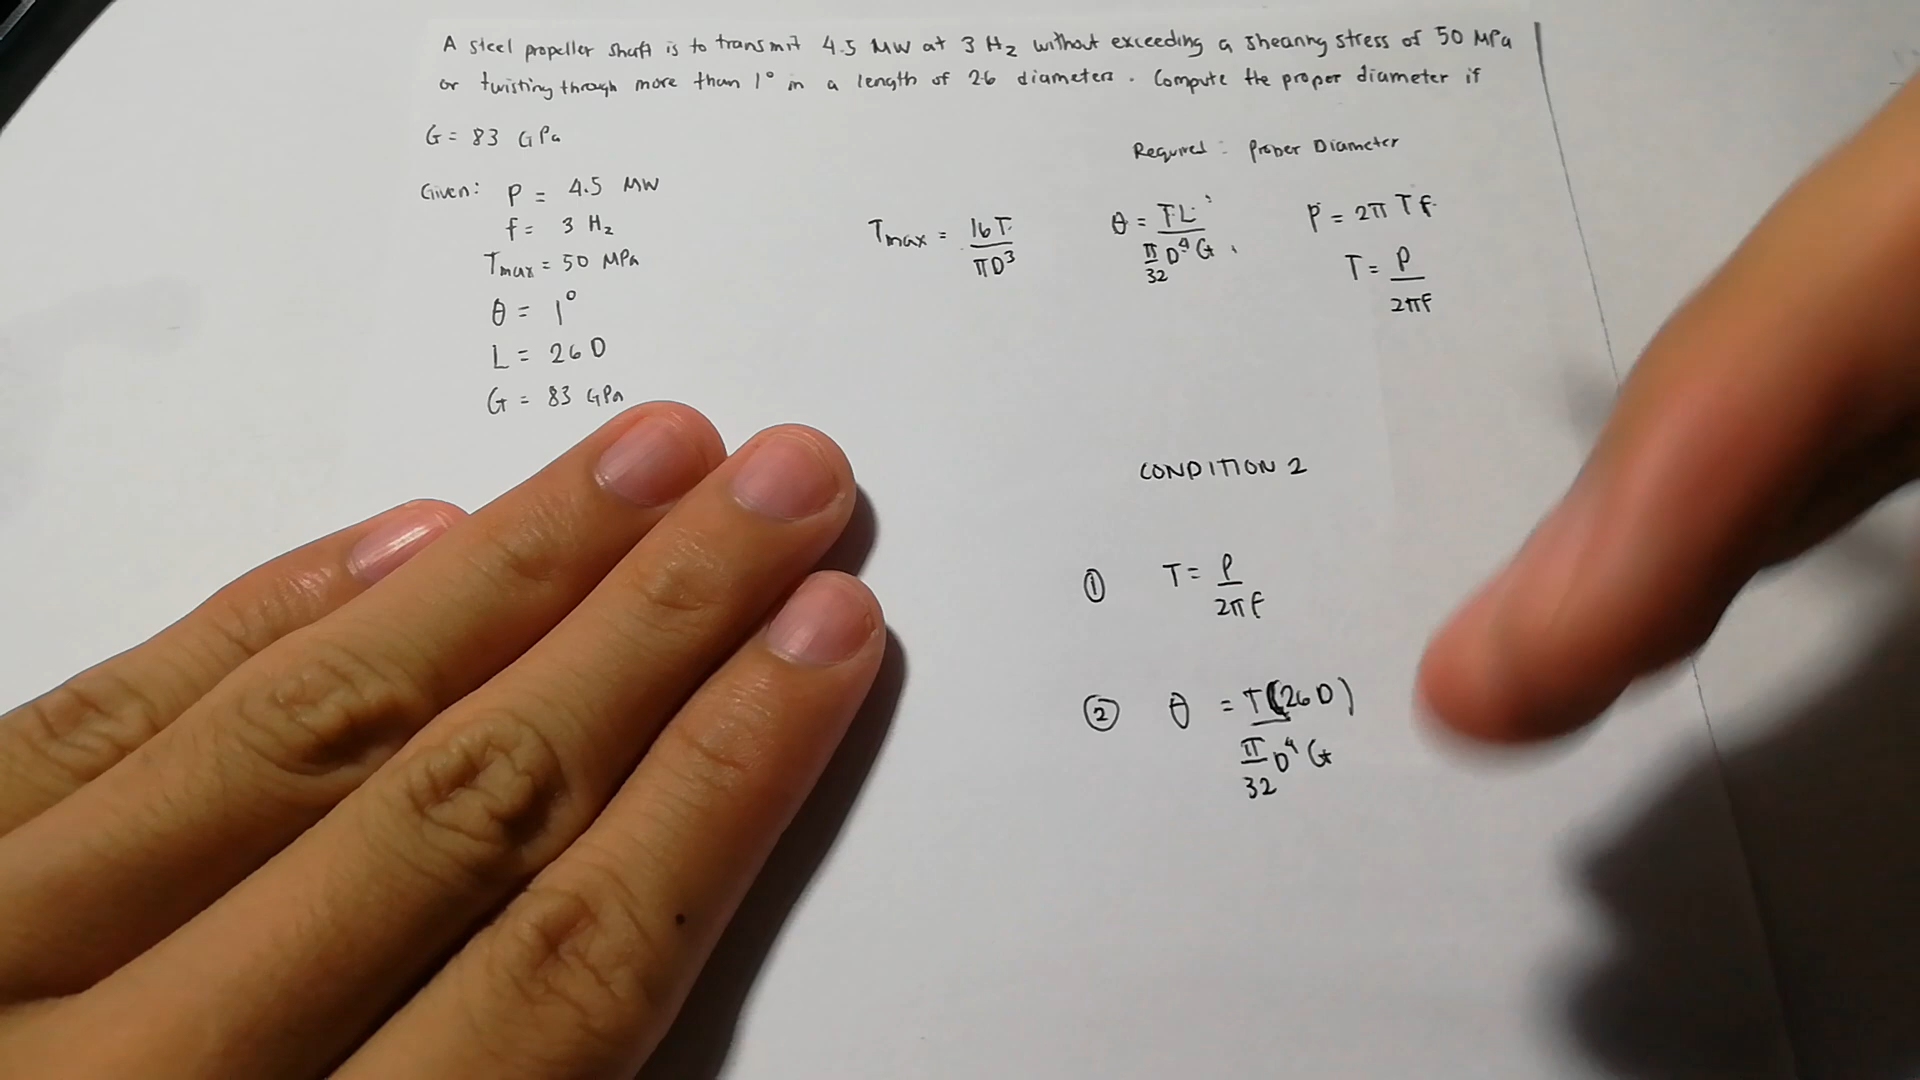 A steel propeller shaft is to transmit 4.5 MW at 3 Hz without exceeding a shearing stress of 50 MPa
or twisting through more than 1° in a length of 26 diameters. Compute the proper diameter if
G = 83 GPa
Required: Proper Diameter
Given: P = 4.5 MW
f = 3 Hz
Tmax = 50 MPa
θ = 1°
L = 26 D
G = 83 GPa
Tmax = 16T / πD³
θ = TL / π/32 D⁴ G
P = 2π T f
T = P / 2πf
CONDITION 2
① T = P / 2πf
② θ = T(26D) / π/32 D⁴ G